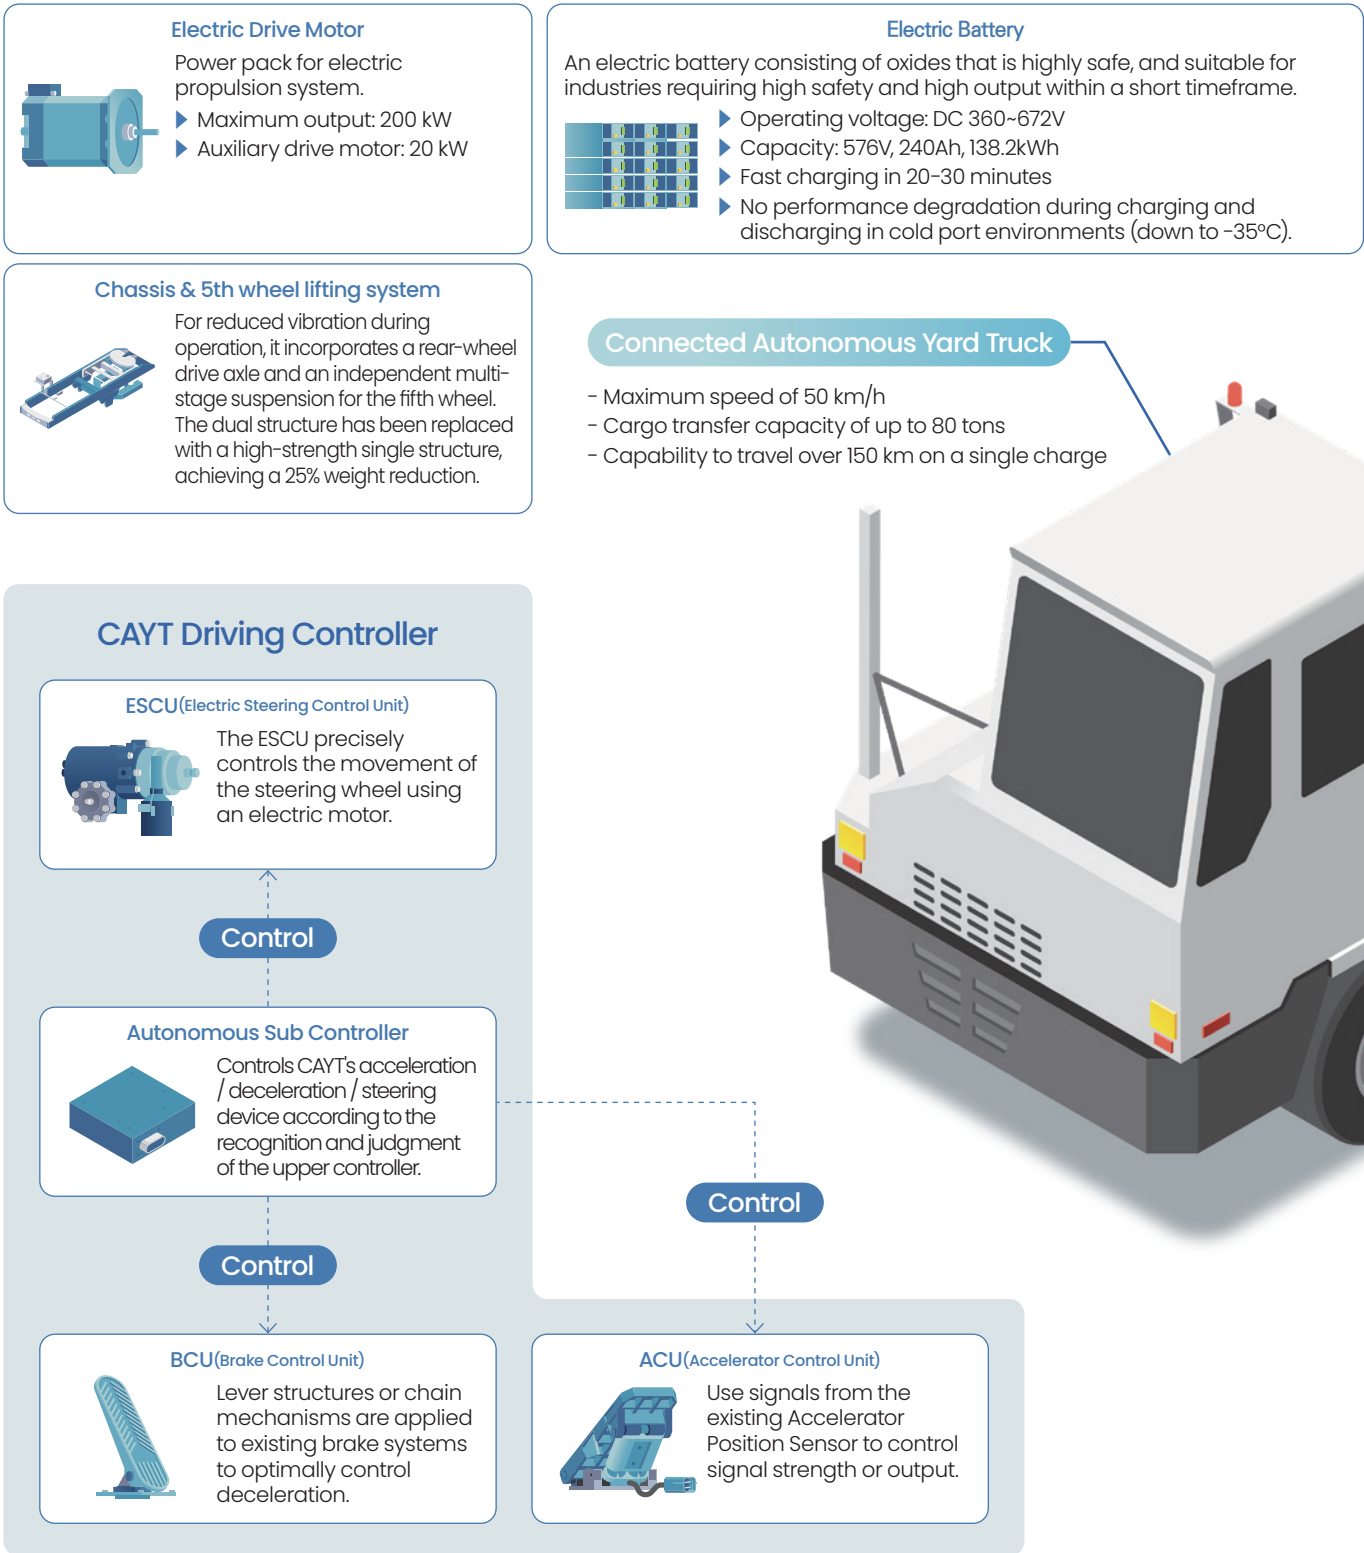 Electric Drive Motor
Power pack for electric
propulsion system.
Maximum output: 200 kW
Auxiliary drive motor: 20 kW
Electric Battery
An electric battery consisting of oxides that is highly safe, and suitable for
industries requiring high safety and high output within a short timeframe.
Operating voltage: DC 360~672V
Capacity: 576V, 240Ah, 138.2kWh
Fast charging in 20-30 minutes
No performance degradation during charging and
discharging in cold port environments (down to -35°C).
Chassis & 5th wheel lifting system
For reduced vibration during
operation, it incorporates a rear-wheel
drive axle and an independent multi-
stage suspension for the fifth wheel.
The dual structure has been replaced
with a high-strength single structure,
achieving a 25% weight reduction.
Connected Autonomous Yard Truck
- Maximum speed of 50 km/h
- Cargo transfer capacity of up to 80 tons
- Capability to travel over 150 km on a single charge
CAYT Driving Controller
ESCU(Electric Steering Control Unit)
The ESCU precisely
controls the movement of
the steering wheel using
an electric motor.
Control
Autonomous Sub Controller
Controls CAYT's acceleration
/ deceleration / steering
device according to the
recognition and judgment
of the upper controller.
Control
Control
BCU(Brake Control Unit)
Lever structures or chain
mechanisms are applied
to existing brake systems
to optimally control
deceleration.
ACU(Accelerator Control Unit)
Use signals from the
existing Accelerator
Position Sensor to control
signal strength or output.